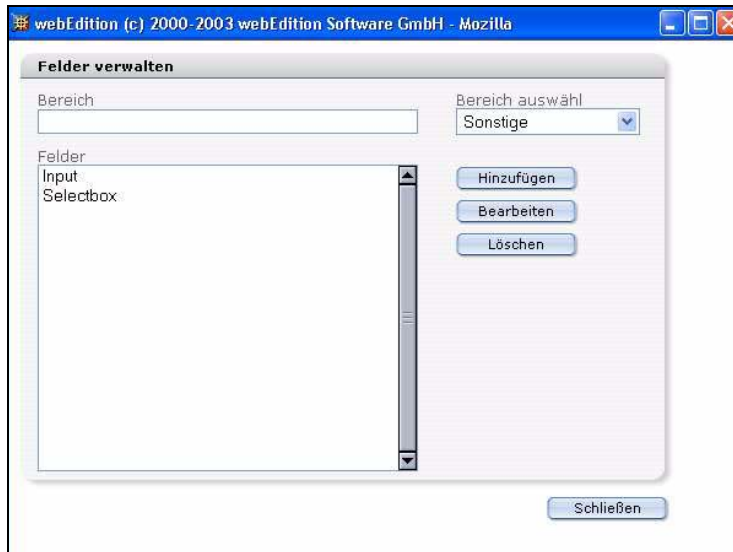 webEdition (c) 2000-2003 webEdition Software GmbH - Mozilla
Felder verwalten
Bereich
Bereich auswähl
Sonstige
Felder
Input
Selectbox
Hinzufügen
Bearbeiten
Löschen
Schließen